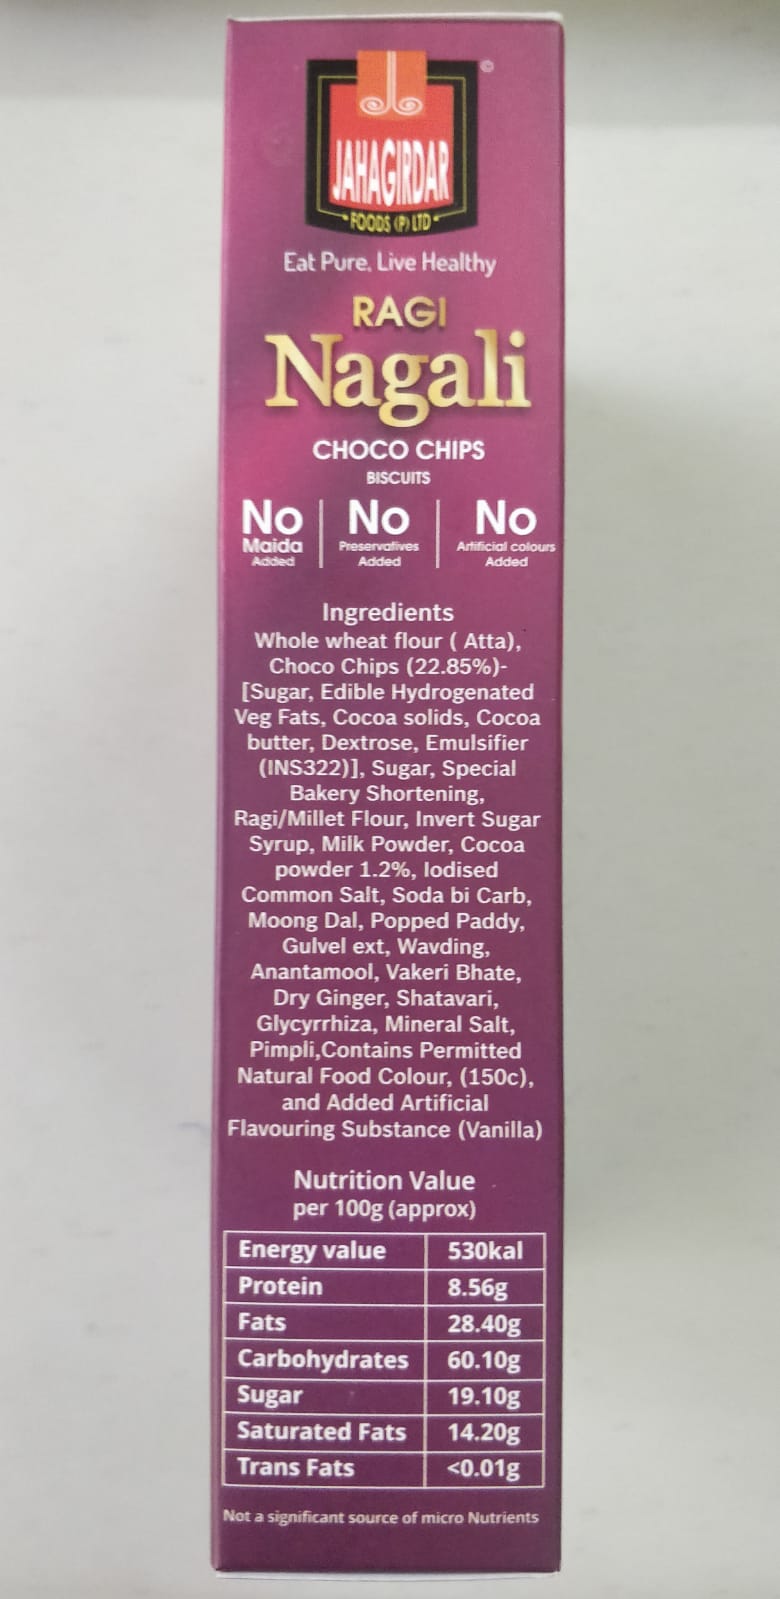 ©
JAHAGIRDAR
FOODS (P) LTD
Eat Pure, Live Healthy
RAGI
Nagali
CHOCO CHIPS
BISCUITS
No Maida Added
No Preservatives Added
No Artificial colours Added
Ingredients
Whole wheat flour ( Atta),
Choco Chips (22.85%)-
[Sugar, Edible Hydrogenated
Veg Fats, Cocoa solids, Cocoa
butter, Dextrose, Emulsifier
(INS322)], Sugar, Special
Bakery Shortening,
Ragi/Millet Flour, Invert Sugar
Syrup, Milk Powder, Cocoa
powder 1.2%, Iodised
Common Salt, Soda bi Carb,
Moong Dal, Popped Paddy,
Gulvel ext, Wavding,
Anantamool, Vakeri Bhate,
Dry Ginger, Shatavari,
Glycyrrhiza, Mineral Salt,
Pimpli,Contains Permitted
Natural Food Colour, (150c),
and Added Artificial
Flavouring Substance (Vanilla)
Nutrition Value
per 100g (approx)
Energy value 530kal
Protein 8.56g
Fats 28.40g
Carbohydrates 60.10g
Sugar 19.10g
Saturated Fats 14.20g
Trans Fats <0.01g
Not a significant source of micro Nutrients